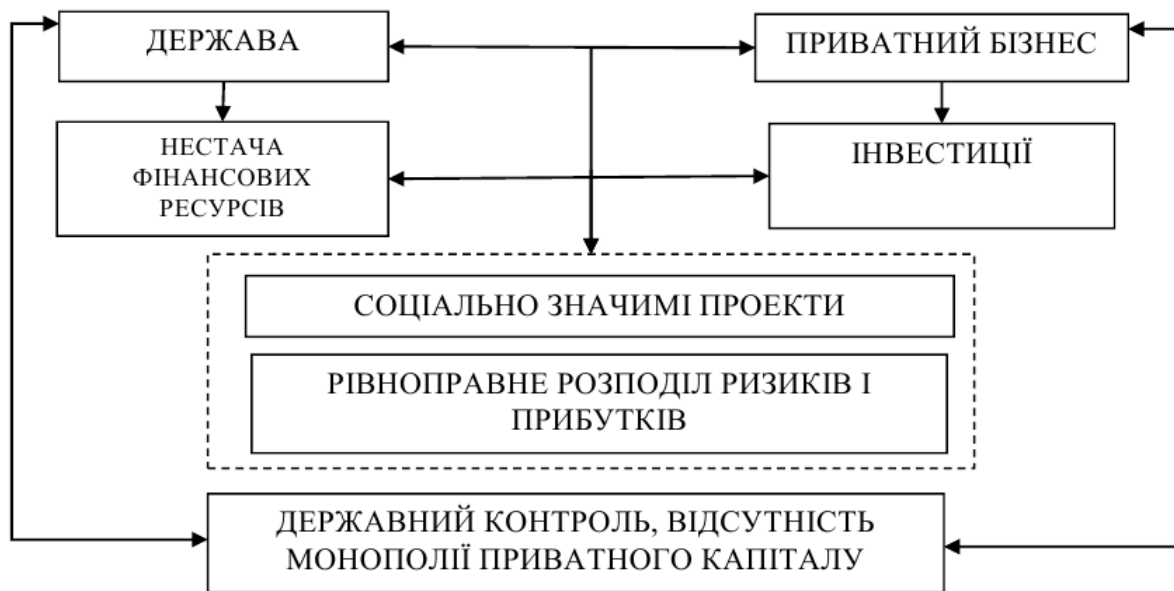 ДЕРЖАВА
ПРИВАТНИЙ БІЗНЕС
НЕСТАЧА
ФІНАНСОВИХ
РЕСУРСІВ
ІНВЕСТИЦІЇ
СОЦІАЛЬНО ЗНАЧИМІ ПРОЕКТИ
РІВНОПРАВНЕ РОЗПОДІЛ РИЗИКІВ І
ПРИБУТКІВ
ДЕРЖАВНИЙ КОНТРОЛЬ, ВІДСУТНІСТЬ
МОНОПОЛІЇ ПРИВАТНОГО КАПІТАЛУ